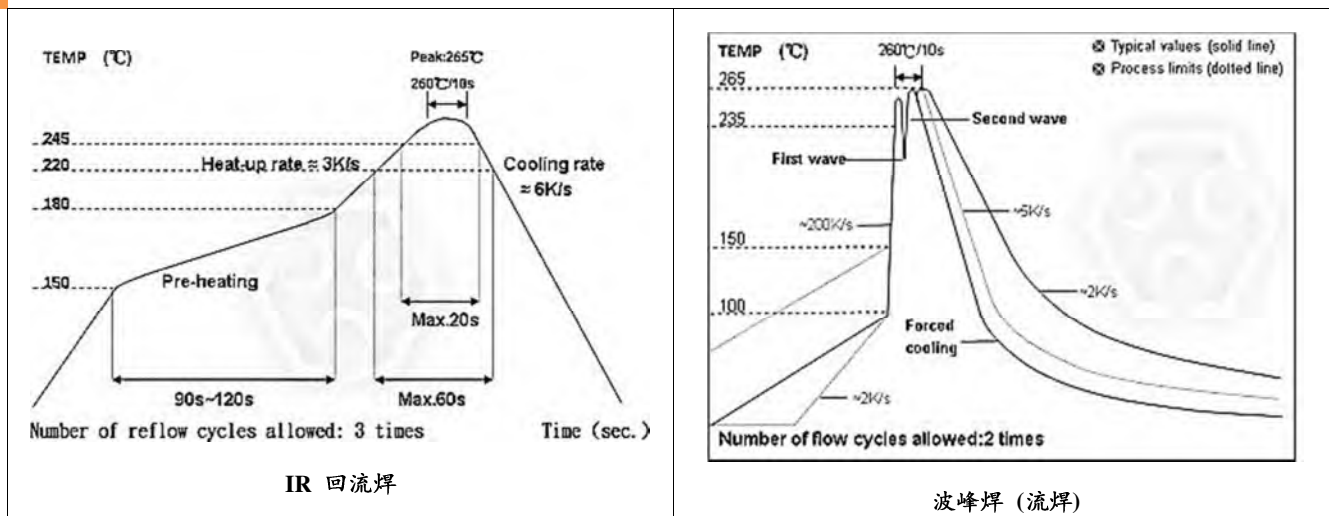 TEMP (℃)
Peak:265℃
260℃/10s
245
Heat-up rate ≈ 3K/s
Cooling rate
≈ 6K/s
220
180
150
Pre-heating
Max.20s
90s~120s
Max.60s
Number of reflow cycles allowed: 3 times
Time (sec.)
IR 回流焊
TEMP (℃)
260℃/10s
⊗ Typical values (solid line)
⊗ Process limits (dotted line)
265
235
Second wave
First wave
~200K/s
~5K/s
150
~2K/s
100
Forced
cooling
~2K/s
Number of flow cycles allowed:2 times
波峰焊 (流焊)